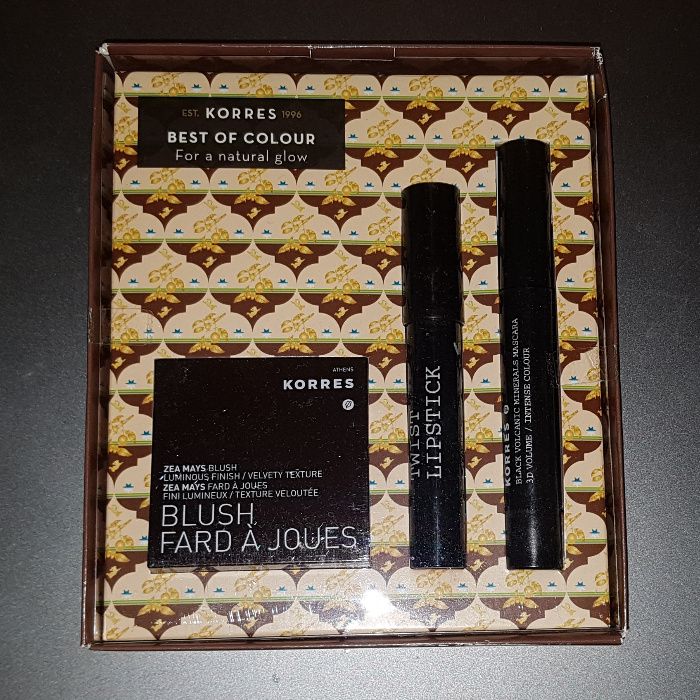 EST. KORRES 1996
BEST OF COLOUR
For a natural glow
ATHENS
KORRES
ZEA MAYS BLUSH
LUMINOUS FINISH / VELVETY TEXTURE
ZEA MAYS FARD À JOUES
FINI LUMINEUX / TEXTURE VELOUTÉE
BLUSH
FARD À JOUES
TWIST
LIPSTICK
KORRES
BLACK VOLCANIC MINERALS MASCARA
3D VOLUME / INTENSE COLOUR